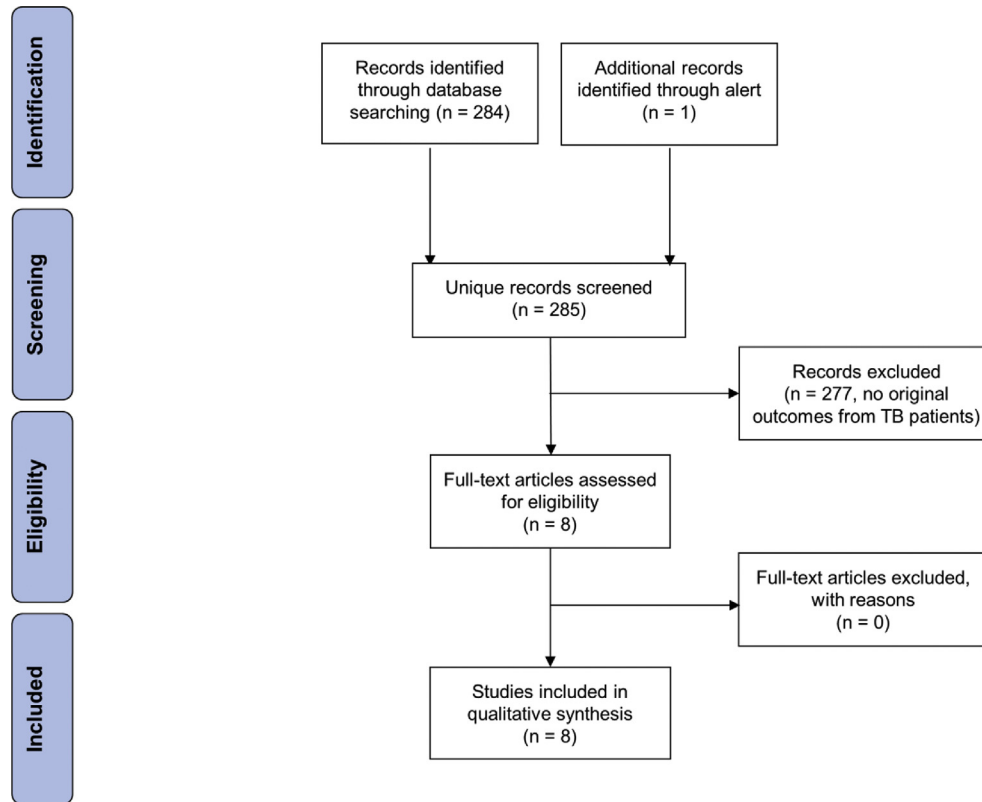 Identification
Records identified
through database
searching (n = 284)
Additional records
identified through alert
(n = 1)
Screening
Unique records screened
(n = 285)
Records excluded
(n = 277, no original
outcomes from TB patients)
Eligibility
Full-text articles assessed
for eligibility
(n = 8)
Full-text articles excluded,
with reasons
(n = 0)
Included
Studies included in
qualitative synthesis
(n = 8)